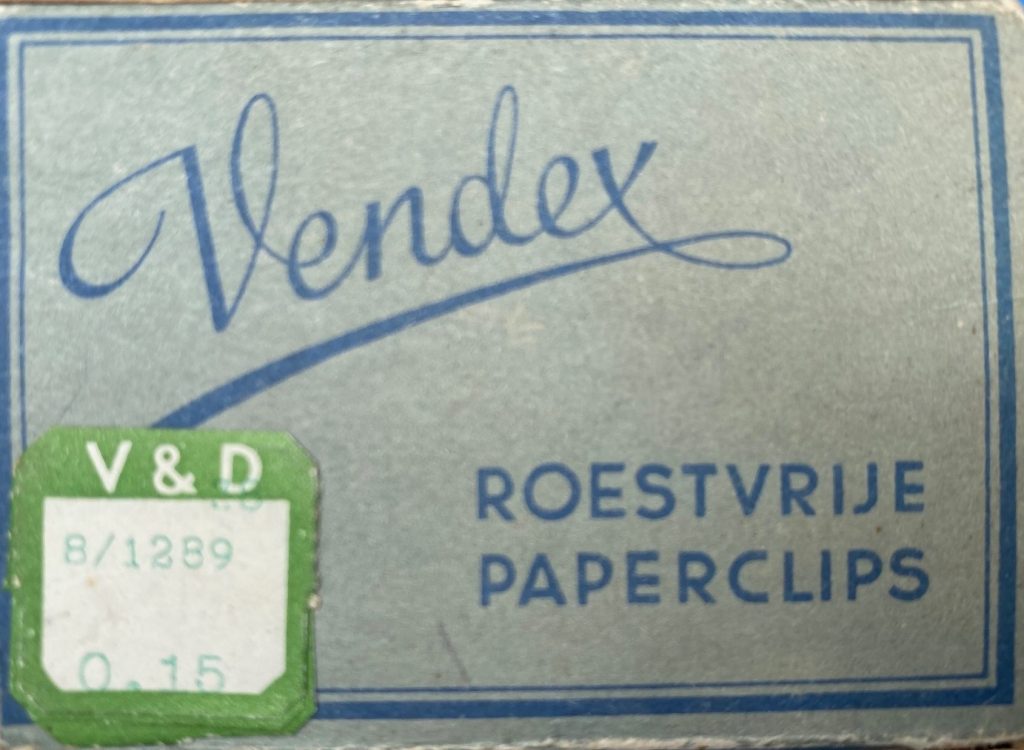 Vendex
V & D
8/1289
0.15
ROESTVRIJE
PAPERCLIPS